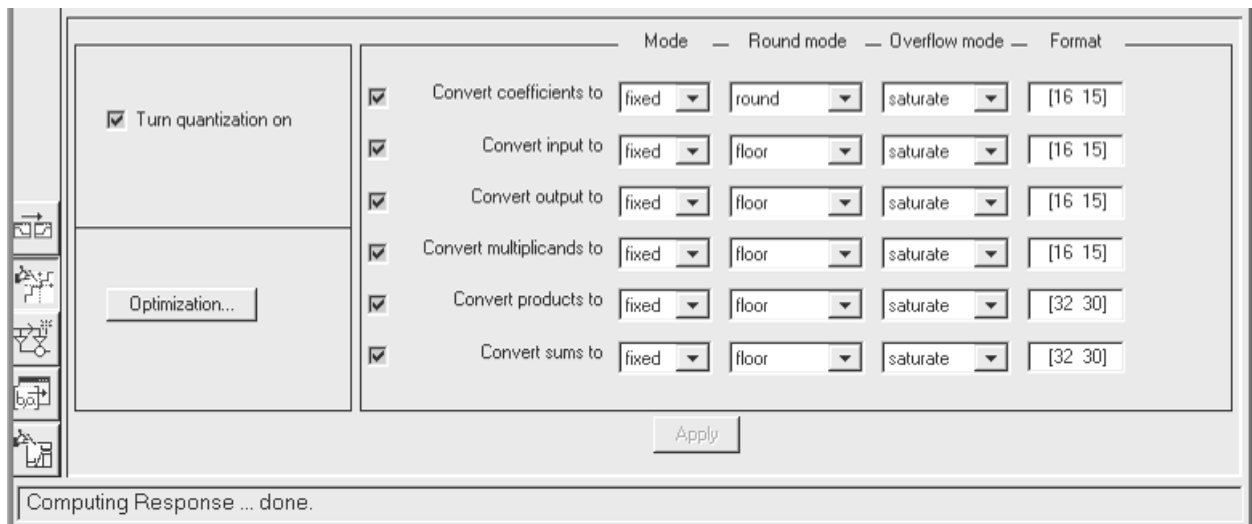 Mode Round mode Overflow mode Format
Turn quantization on
Convert coefficients to fixed round saturate [16 15]
Convert input to fixed floor saturate [16 15]
Convert output to fixed floor saturate [16 15]
Convert multiplicands to fixed floor saturate [16 15]
Optimization...
Convert products to fixed floor saturate [32 30]
Convert sums to fixed floor saturate [32 30]
Apply
Computing Response ... done.